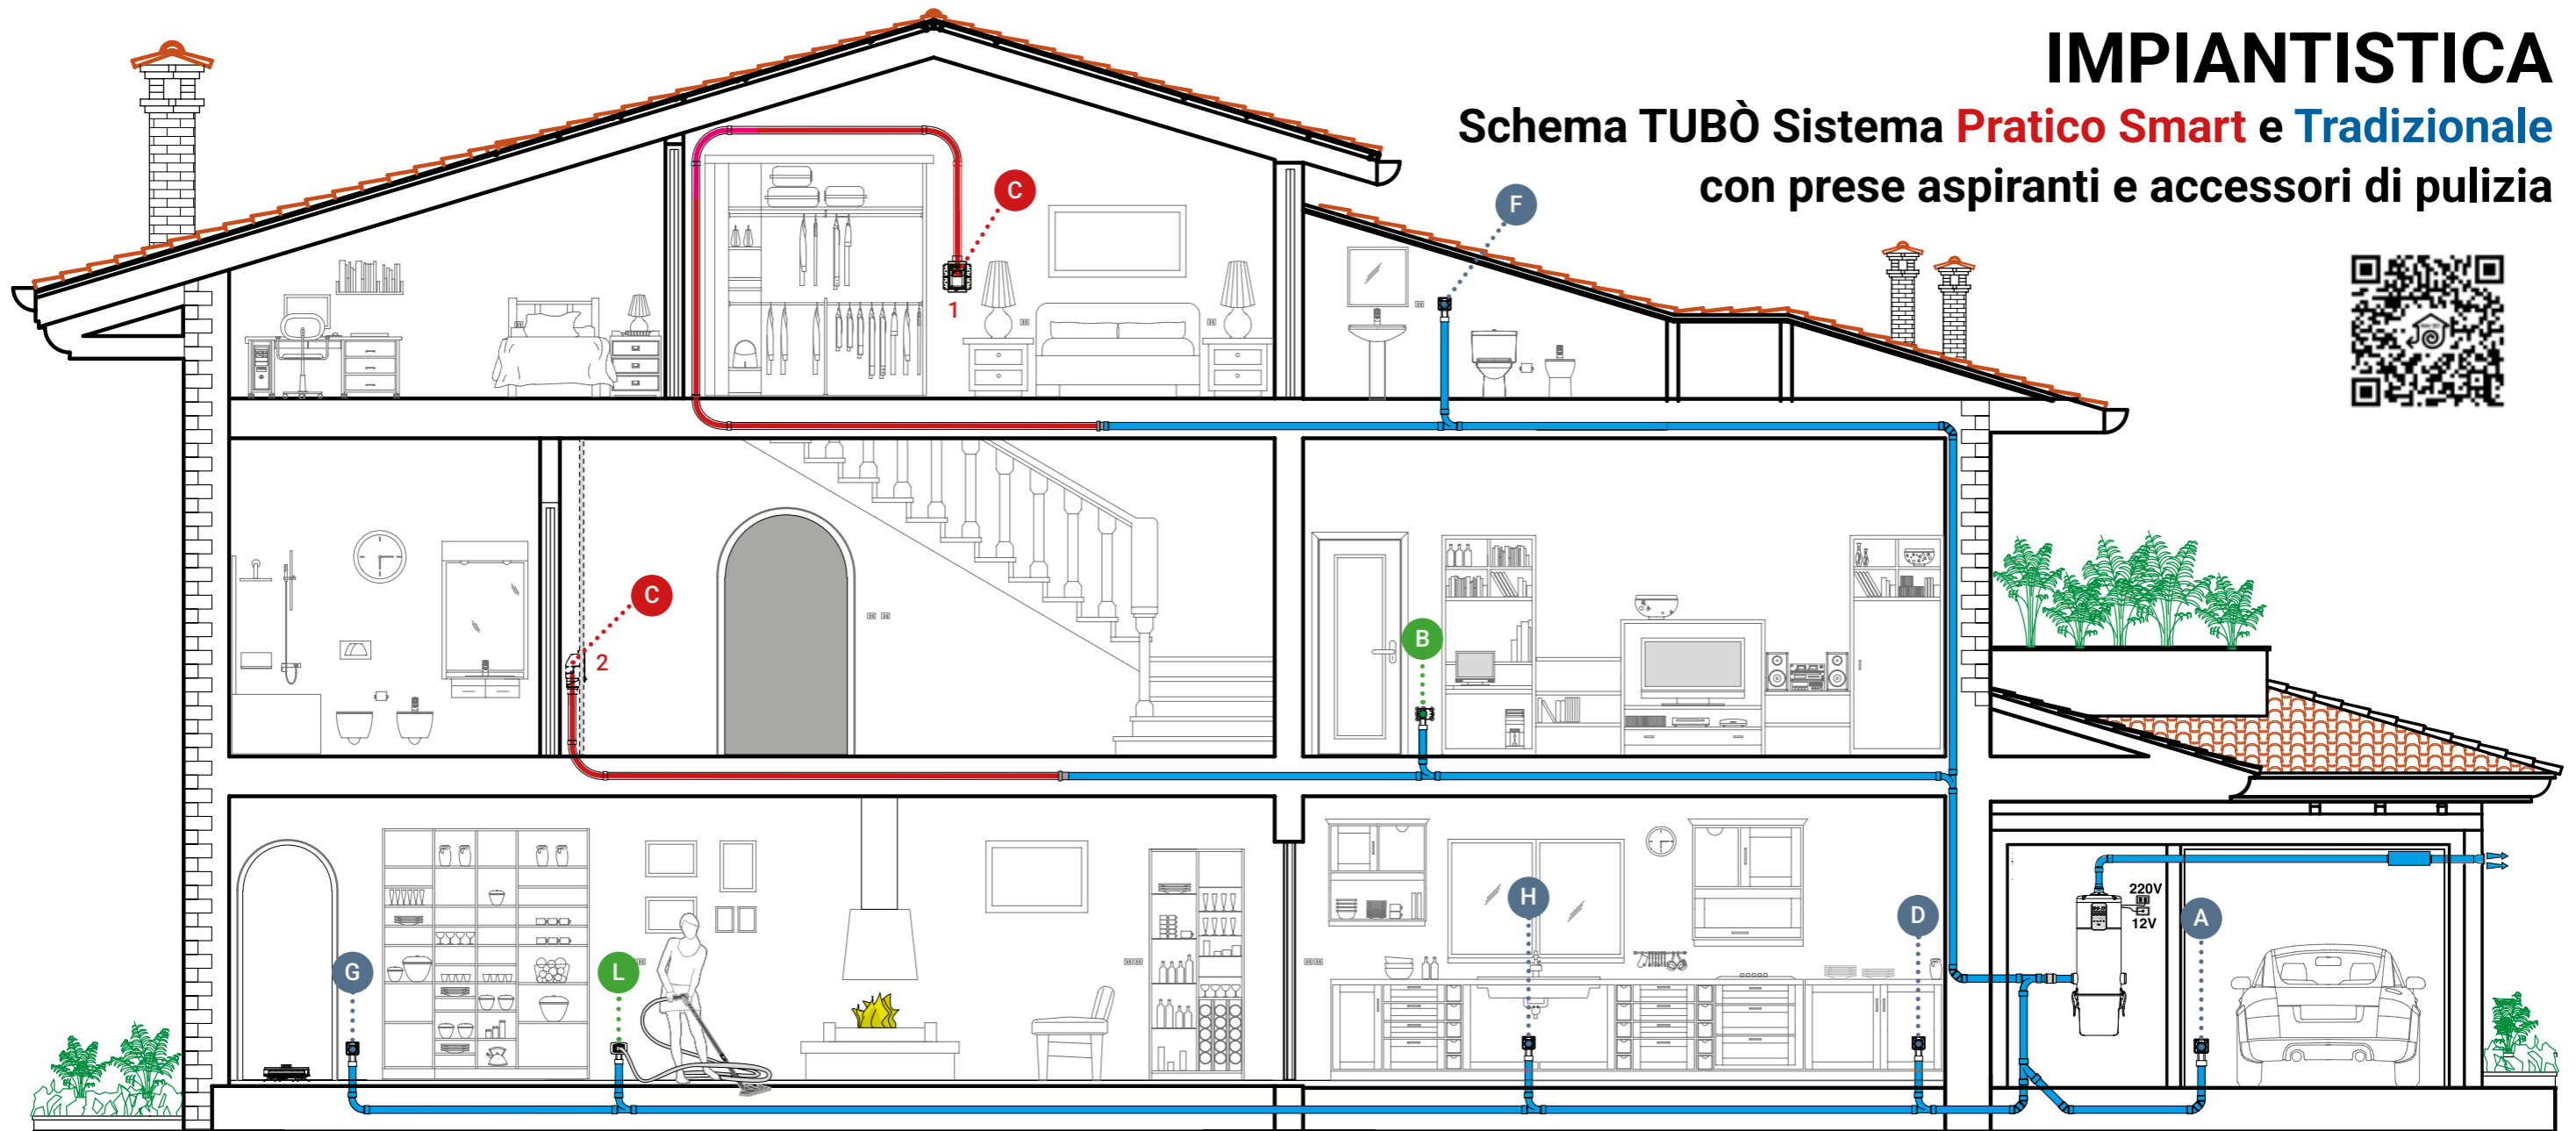 IMPIANTISTICA
Schema TUBÒ Sistema Pratico Smart e Tradizionale
con prese aspiranti e accessori di pulizia
C
F
1
C
2
B
220V
12V
H
D
A
G
L